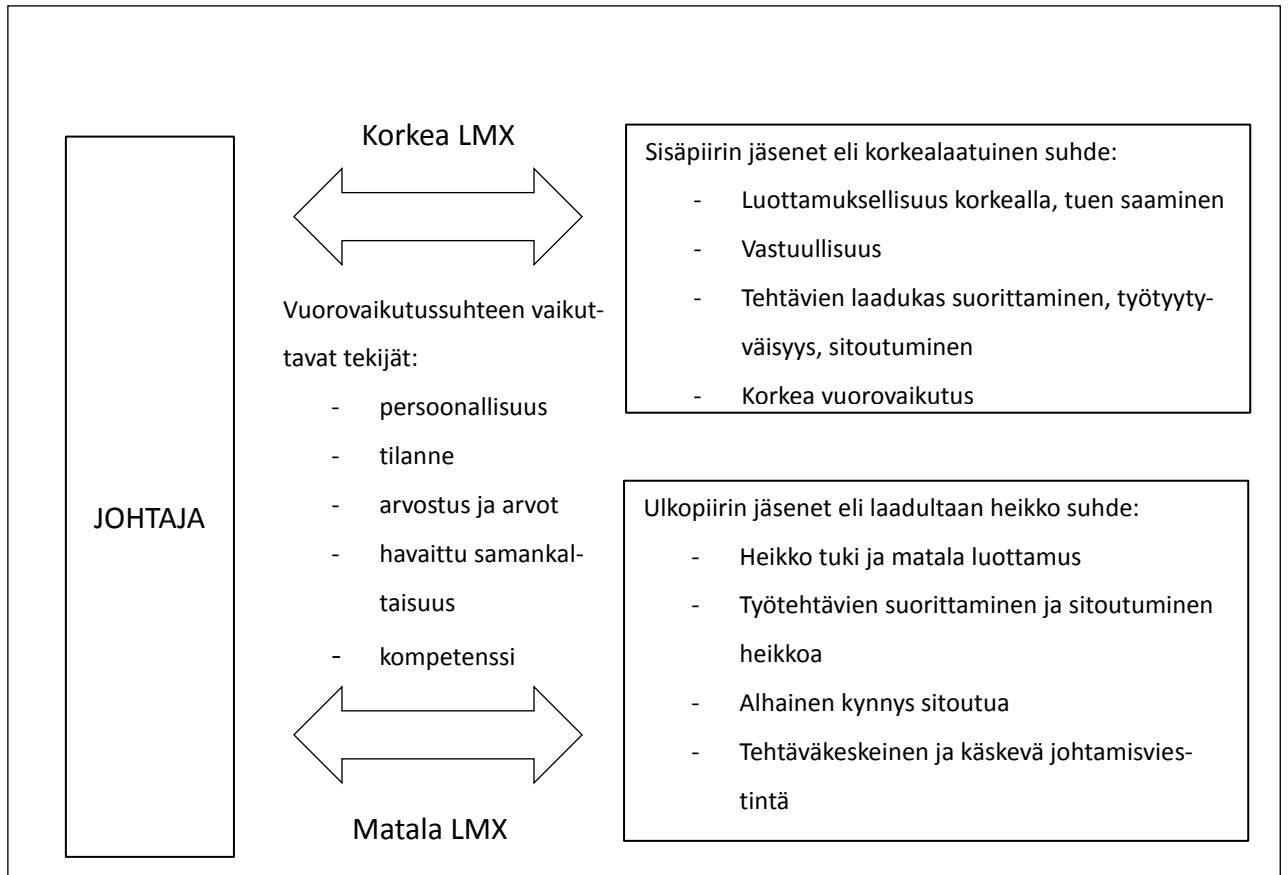 JOHTAJA
Korkea LMX
Vuorovaikutussuhteen vaikut-
tavat tekijät:
- persoonallisuus
- tilanne
- arvostus ja arvot
- havaittu samankal-
taisuus
- kompetenssi
Matala LMX
Sisäpiirin jäsenet eli korkealaatuinen suhde:
- Luottamuksellisuus korkealla, tuen saaminen
- Vastuullisuus
- Tehtävien laadukas suorittaminen, työtyyty-
väisyys, sitoutuminen
- Korkea vuorovaikutus
Ulkopiirin jäsenet eli laadultaan heikko suhde:
- Heikko tuki ja matala luottamus
- Työtehtävien suorittaminen ja sitoutuminen
heikkoa
- Alhainen kynnys sitoutua
- Tehtäväkeskeinen ja käskevä johtamisvies-
tintä